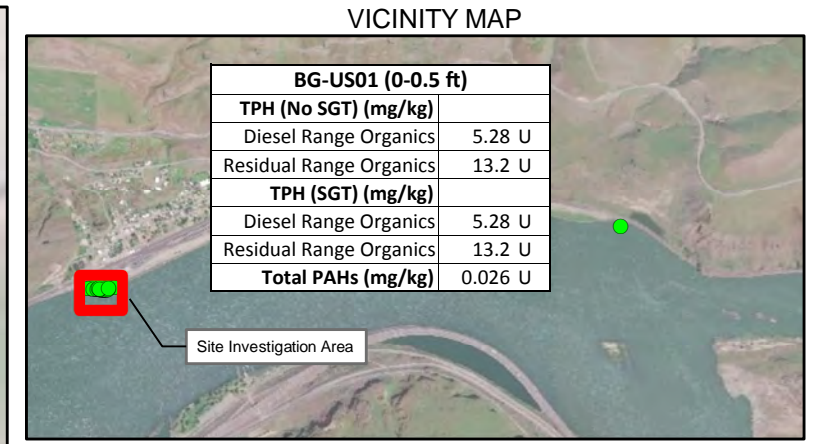 VICINITY MAP
BG-US01 (0-0.5 ft)
TPH (No SGT) (mg/kg)
Diesel Range Organics 5.28 U
Residual Range Organics 13.2 U
TPH (SGT) (mg/kg)
Diesel Range Organics 5.28 U
Residual Range Organics 13.2 U
Total PAHs (mg/kg) 0.026 U
Site Investigation Area